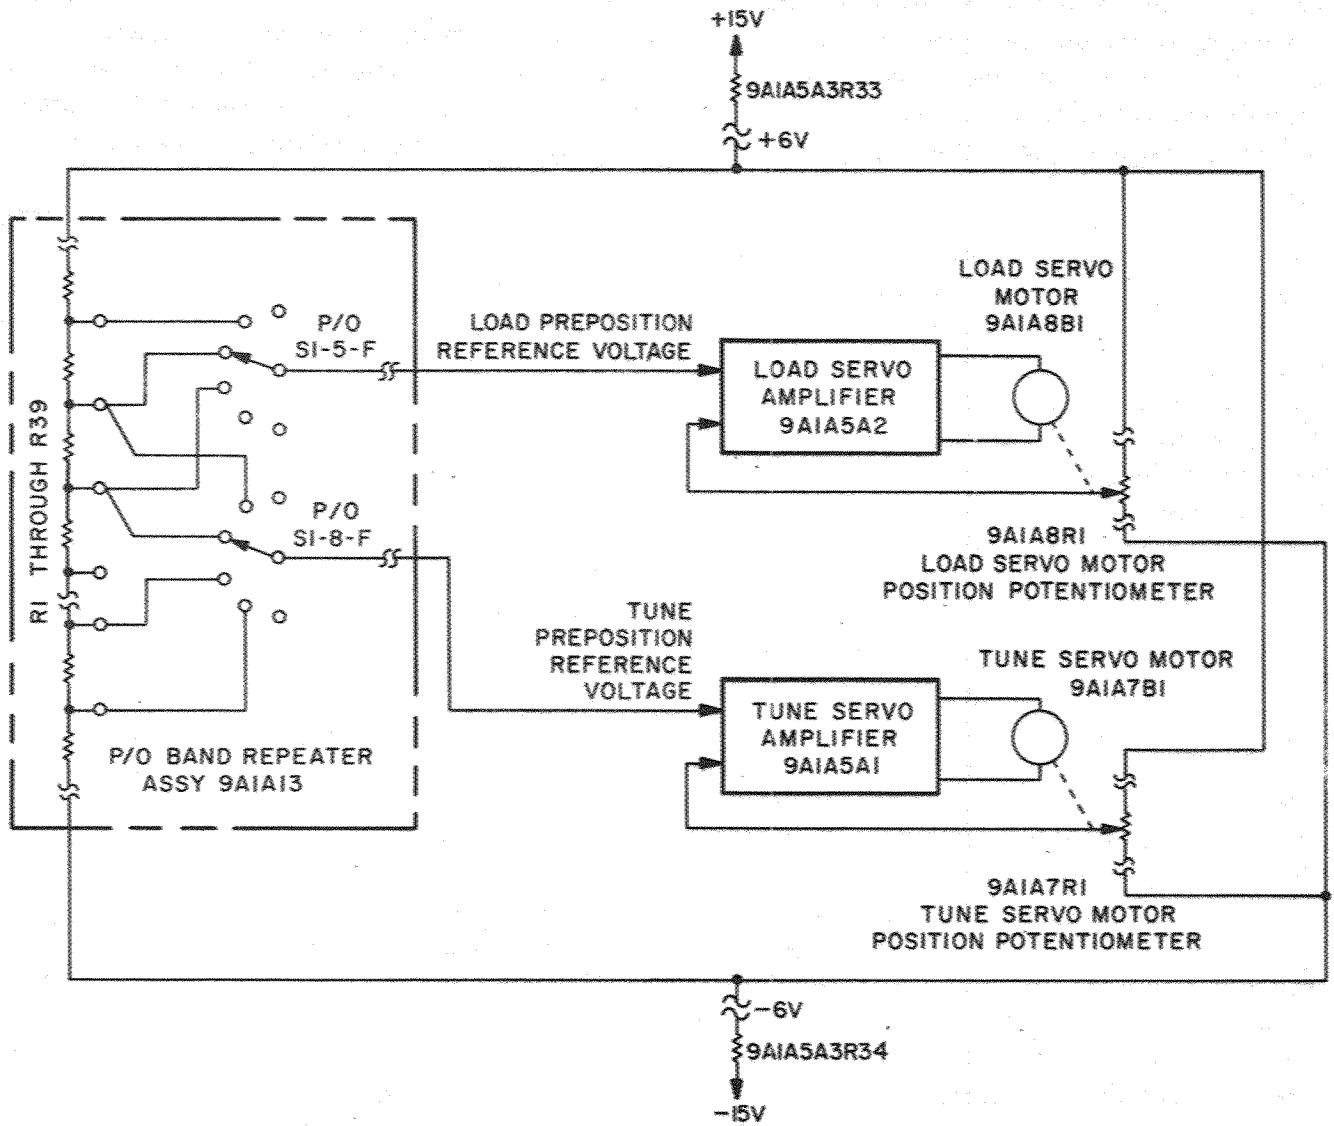 +15V
9A1A5A3R33
+6V
LOAD SERVO
MOTOR
9A1A8B1
P/O
S1-5-F
LOAD PREPOSITION
REFERENCE VOLTAGE
LOAD SERVO
AMPLIFIER
9A1A5A2
R1 THROUGH R39
P/O
S1-8-F
9A1A8R1
LOAD SERVO MOTOR
POSITION POTENTIOMETER
TUNE
PREPOSITION
REFERENCE
VOLTAGE
TUNE SERVO MOTOR
9A1A7B1
TUNE SERVO
AMPLIFIER
9A1A5A1
P/O BAND REPEATER
ASSY 9A1A13
9A1A7R1
TUNE SERVO MOTOR
POSITION POTENTIOMETER
-6V
9A1A5A3R34
-15V